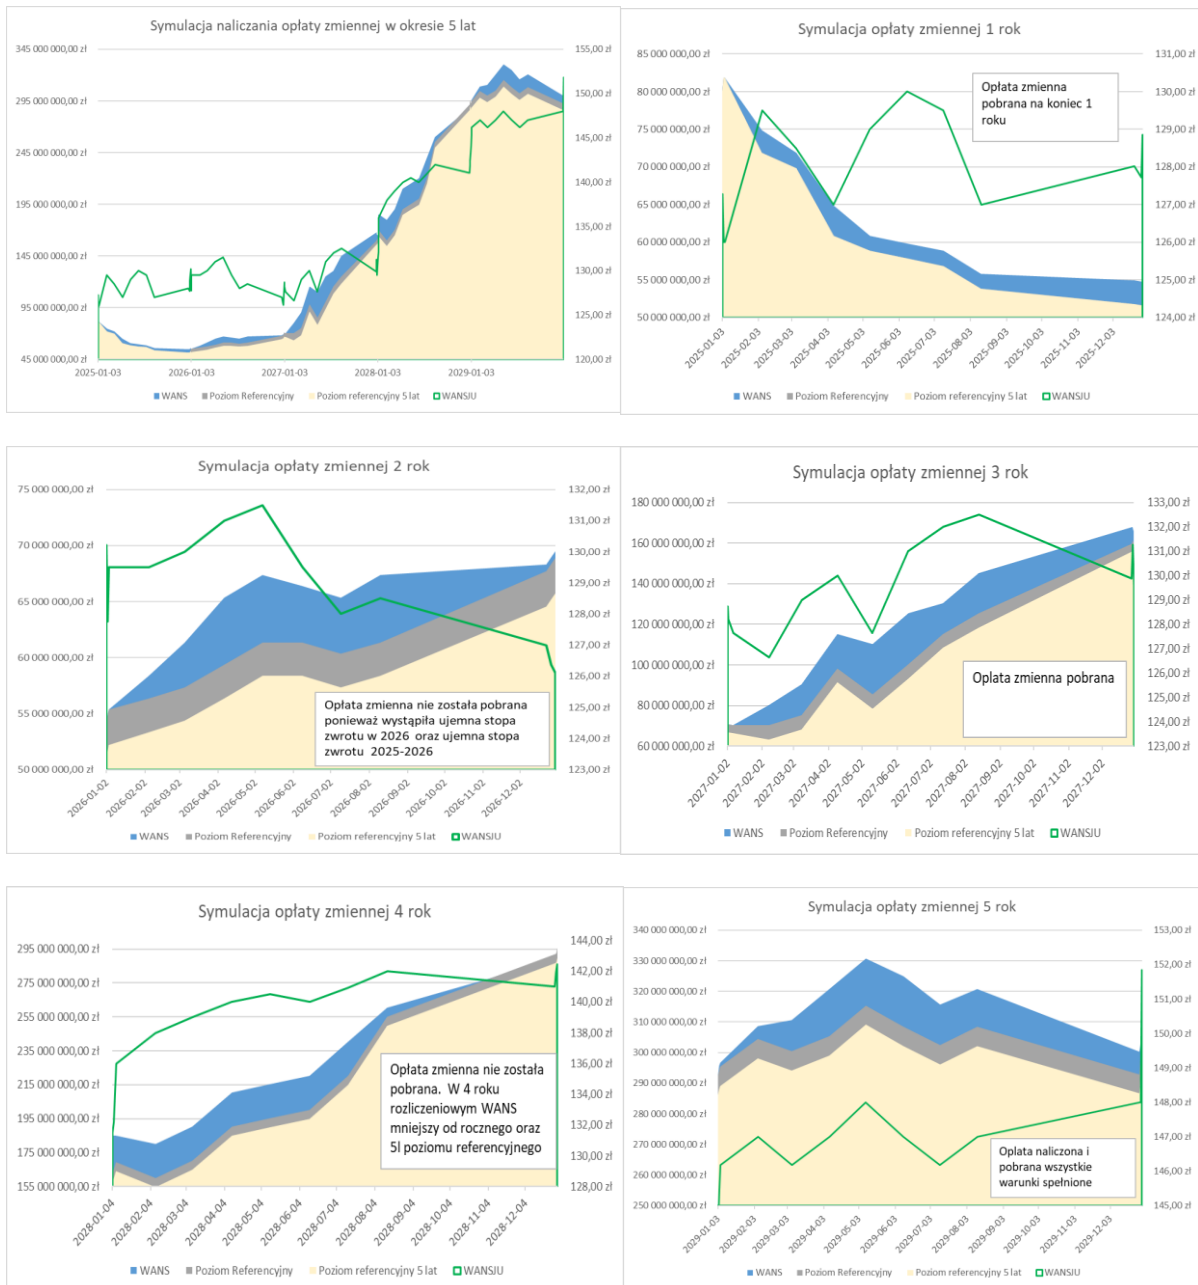 Symulacja naliczania opłaty zmiennej w okresie 5 lat
345 000 000,00 zł
295 000 000,00 zł
245 000 000,00 zł
195 000 000,00 zł
145 000 000,00 zł
95 000 000,00 zł
45 000 000,00 zł
155,00 zł
150,00 zł
145,00 zł
140,00 zł
135,00 zł
130,00 zł
125,00 zł
120,00 zł
2025-01-03 2026-01-03 2027-01-03 2028-01-03 2029-01-03
WANS Poziom Referencyjny Poziom referencyjny 5 lat WANSJU
Symulacja opłaty zmiennej 1 rok
85 000 000,00 zł
80 000 000,00 zł
75 000 000,00 zł
70 000 000,00 zł
65 000 000,00 zł
60 000 000,00 zł
55 000 000,00 zł
50 000 000,00 zł
131,00 zł
130,00 zł
129,00 zł
128,00 zł
127,00 zł
126,00 zł
125,00 zł
124,00 zł
Opłata zmienna
pobrana na koniec 1
roku
2025-01-03 2025-02-03 2025-03-03 2025-04-03 2025-05-03 2025-06-03 2025-07-03 2025-08-03 2025-09-03 2025-10-03 2025-11-03 2025-12-03
WANS Poziom Referencyjny Poziom referencyjny 5 lat WANSJU
Symulacja opłaty zmiennej 2 rok
75 000 000,00 zł
70 000 000,00 zł
65 000 000,00 zł
60 000 000,00 zł
55 000 000,00 zł
50 000 000,00 zł
132,00 zł
131,00 zł
130,00 zł
129,00 zł
128,00 zł
127,00 zł
126,00 zł
125,00 zł
124,00 zł
123,00 zł
Opłata zmienna nie została pobrana
ponieważ wystąpiła ujemna stopa
zwrotu w 2026 oraz ujemna stopa
zwrotu 2025-2026
2026-01-02 2026-02-02 2026-03-02 2026-04-02 2026-05-02 2026-06-02 2026-07-02 2026-08-02 2026-09-02 2026-10-02 2026-11-02 2026-12-02
WANS Poziom Referencyjny Poziom referencyjny 5 lat WANSJU
Symulacja opłaty zmiennej 3 rok
180 000 000,00 zł
160 000 000,00 zł
140 000 000,00 zł
120 000 000,00 zł
100 000 000,00 zł
80 000 000,00 zł
60 000 000,00 zł
133,00 zł
132,00 zł
131,00 zł
130,00 zł
129,00 zł
128,00 zł
127,00 zł
126,00 zł
125,00 zł
124,00 zł
123,00 zł
Opłata zmienna pobrana
2027-01-02 2027-02-02 2027-03-02 2027-04-02 2027-05-02 2027-06-02 2027-07-02 2027-08-02 2027-09-02 2027-10-02 2027-11-02 2027-12-02
WANS Poziom Referencyjny Poziom referencyjny 5 lat WANSJU
Symulacja opłaty zmiennej 4 rok
295 000 000,00 zł
275 000 000,00 zł
255 000 000,00 zł
235 000 000,00 zł
215 000 000,00 zł
195 000 000,00 zł
175 000 000,00 zł
155 000 000,00 zł
144,00 zł
142,00 zł
140,00 zł
138,00 zł
136,00 zł
134,00 zł
132,00 zł
130,00 zł
128,00 zł
Opłata zmienna nie została
pobrana. W 4 roku
rozliczeniowym WANS
mniejszy od rocznego oraz
5l poziomu referencyjnego
2028-01-04 2028-02-04 2028-03-04 2028-04-04 2028-05-04 2028-06-04 2028-07-04 2028-08-04 2028-09-04 2028-10-04 2028-11-04 2028-12-04
WANS Poziom Referencyjny Poziom referencyjny 5 lat WANSJU
Symulacja opłaty zmiennej 5 rok
340 000 000,00 zł
330 000 000,00 zł
320 000 000,00 zł
310 000 000,00 zł
300 000 000,00 zł
290 000 000,00 zł
280 000 000,00 zł
270 000 000,00 zł
260 000 000,00 zł
250 000 000,00 zł
153,00 zł
152,00 zł
151,00 zł
150,00 zł
149,00 zł
148,00 zł
147,00 zł
146,00 zł
145,00 zł
Oplata naliczona i
pobrana wszystkie
warunki spełnione
2029-01-03 2029-02-03 2029-03-03 2029-04-03 2029-05-03 2029-06-03 2029-07-03 2029-08-03 2029-09-03 2029-10-03 2029-11-03 2029-12-03
WANS Poziom Referencyjny Poziom referencyjny 5 lat WANSJU